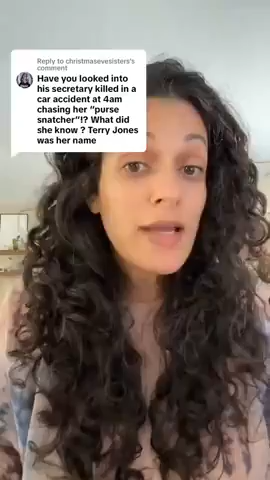 Reply to christmasevesisters's
comment
Have you looked into
his secretary killed in a
car accident at 4am
chasing her “purse
snatcher”!? What did
she know ? Terry Jones
was her name